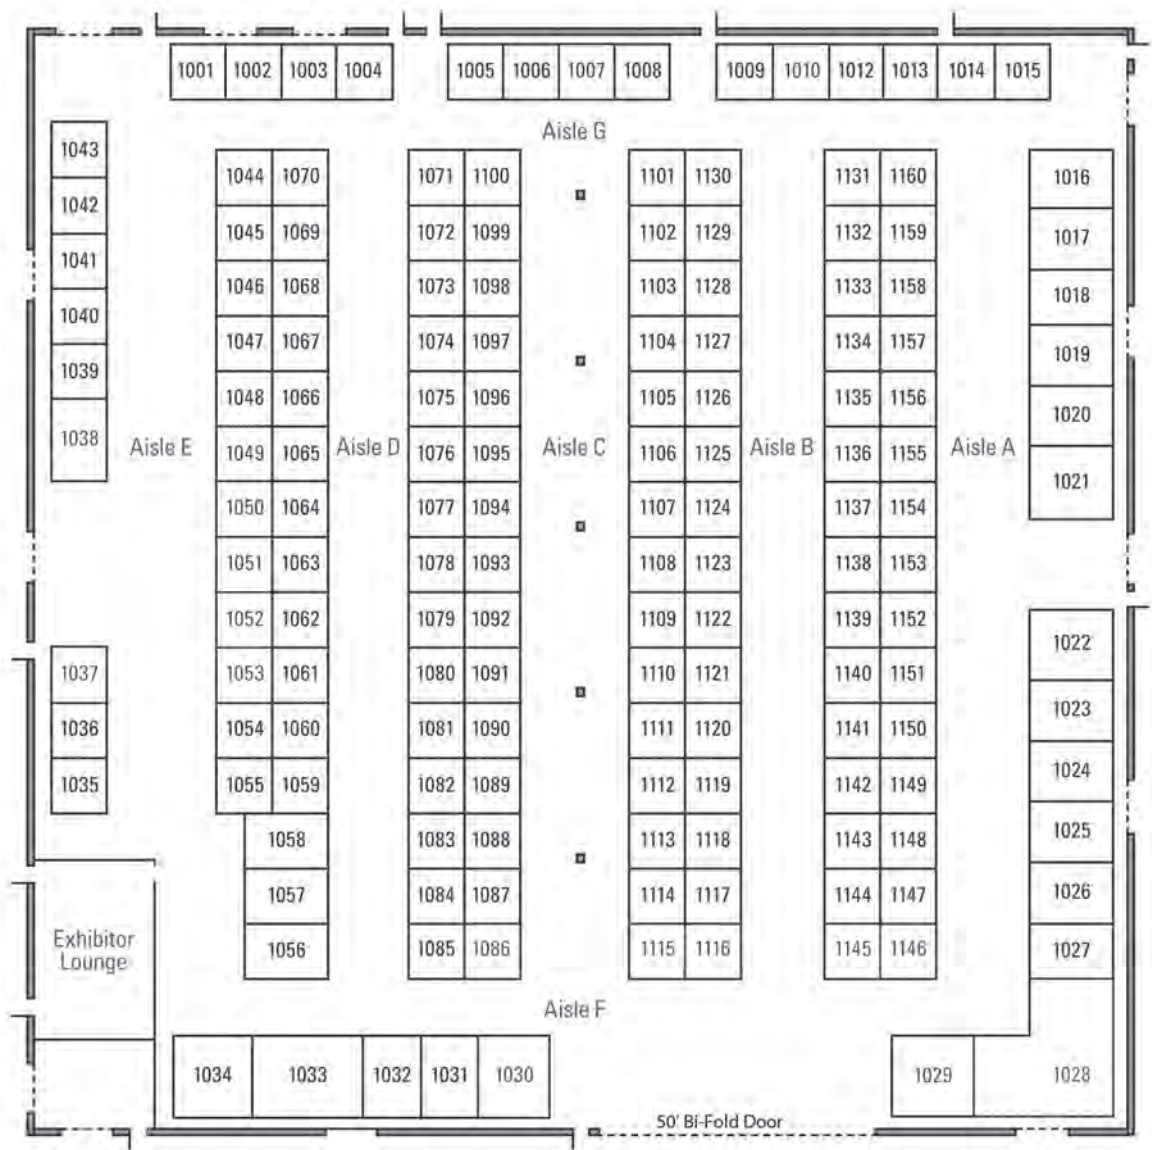 1001 1002 1003 1004 1005 1006 1007 1008 1009 1010 1012 1013 1014 1015
Aisle G
1043
1044 1070 1071 1100 1101 1130 1131 1160 1016
1042
1045 1069 1072 1099 1102 1129 1132 1159 1017
1041
1046 1068 1073 1098 1103 1128 1133 1158 1018
1040
1047 1067 1074 1097 1104 1127 1134 1157 1019
1039
1048 1066 1075 1096 1105 1126 1135 1156 1020
1038
Aisle E Aisle D Aisle C Aisle B Aisle A
1049 1065 1076 1095 1106 1125 1136 1155
1021
1050 1064 1077 1094 1107 1124 1137 1154
1051 1063 1078 1093 1108 1123 1138 1153
1052 1062 1079 1092 1109 1122 1139 1152
1022
1037 1053 1061 1080 1091 1110 1121 1140 1151
1023
1036 1054 1060 1081 1090 1111 1120 1141 1150
1024
1035 1055 1059 1082 1089 1112 1119 1142 1149
1025
1058 1083 1088 1113 1118 1143 1148
1026
1057 1084 1087 1114 1117 1144 1147
Exhibitor
Lounge
1056 1085 1086 1115 1116 1145 1146 1027
Aisle F
1034 1033 1032 1031 1030 1029 1028
50' Bi-Fold Door